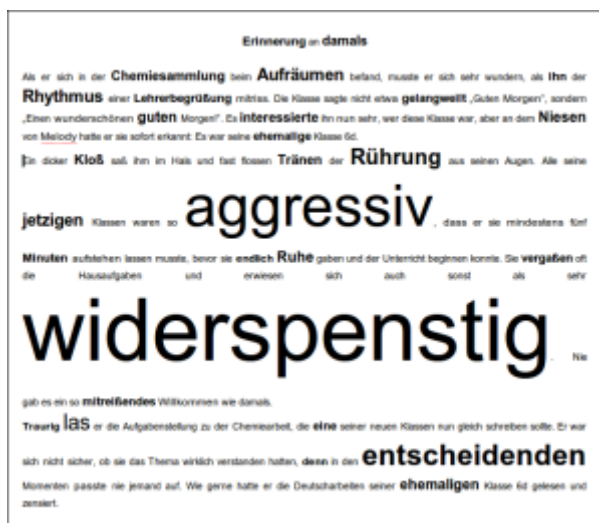 Erinnerung an damals
Als er sich in der Chemiesammlung beim Aufräumen befand, musste er sich sehr wundern, als ihn der
Rhythmus einer Lehrerbegrüßung mitriss. Die Klasse sagte nicht etwa gelangweilt „Guten Morgen", sondern
„Einen wunderschönen guten Morgen!". Es interessierte ihn nun sehr, wer diese Klasse war, aber an dem Niesen
von Melody hatte er sie sofort erkannt: Es war seine ehemalige Klasse 6d.
Ein dicker Kloß saß ihm im Hals und fast flossen Tränen der Rührung aus seinen Augen. Alle seine
jetzigen Klassen waren so aggressiv, dass er sie mindestens fünf
Minuten aufstehen lassen musste, bevor sie endlich Ruhe gaben und der Unterricht beginnen konnte. Sie vergaßen oft
die Hausaufgaben und erwiesen sich auch sonst als sehr
widerspenstig. Nie
gab es ein so mitreißendes Willkommen wie damals.
Traurig las er die Aufgabenstellung zu der Chemiearbeit, die eine seiner neuen Klassen nun gleich schreiben sollte. Er war
sich nicht sicher, ob sie das Thema wirklich verstanden hatten, denn in den entscheidenden
Momenten passte nie jemand auf. Wie gerne hatte er die Deutscharbeiten seiner ehemaligen Klasse 6d gelesen und
zensiert.